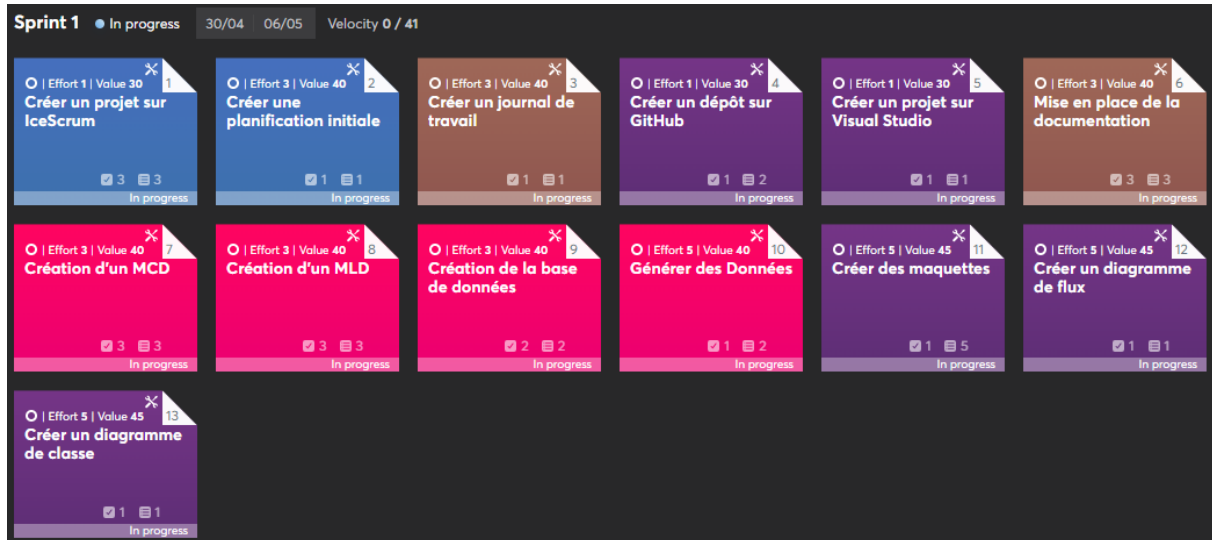 Sprint 1 In progress 30/04 06/05 Velocity 0 / 41
| Effort 1 | Value 30 1
Créer un projet sur
IceScrum
3 3
In progress
| Effort 3 | Value 40 2
Créer une
planification initiale
1 1
In progress
| Effort 3 | Value 40 3
Créer un journal de
travail
1 1
In progress
| Effort 1 | Value 30 4
Créer un dépôt sur
GitHub
1 2
In progress
| Effort 1 | Value 30 5
Créer un projet sur
Visual Studio
1 1
In progress
| Effort 3 | Value 40 6
Mise en place de la
documentation
3 3
In progress
| Effort 3 | Value 40 7
Création d'un MCD
3 3
In progress
| Effort 3 | Value 40 8
Création d'un MLD
3 3
In progress
| Effort 3 | Value 40 9
Création de la base
de données
2 2
In progress
| Effort 5 | Value 40 10
Générer des Données
1 2
In progress
| Effort 5 | Value 45 11
Créer des maquettes
1 5
In progress
| Effort 5 | Value 45 12
Créer un diagramme
de flux
1 1
In progress
| Effort 5 | Value 45 13
Créer un diagramme
de classe
1 1
In progress